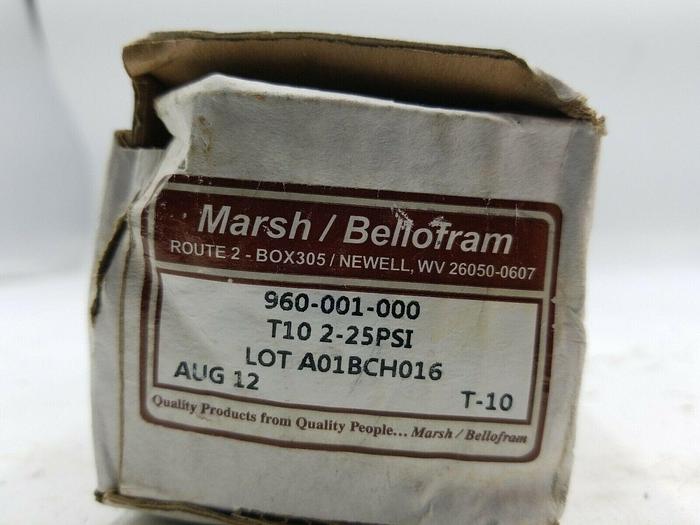 Marsh / Bellofram
ROUTE 2 - BOX305 / NEWELL, WV 26050-0607
960-001-000
T10 2-25PSI
LOT A01BCH016
AUG 12 T-10
Quality Products from Quality People... Marsh / Bellofram